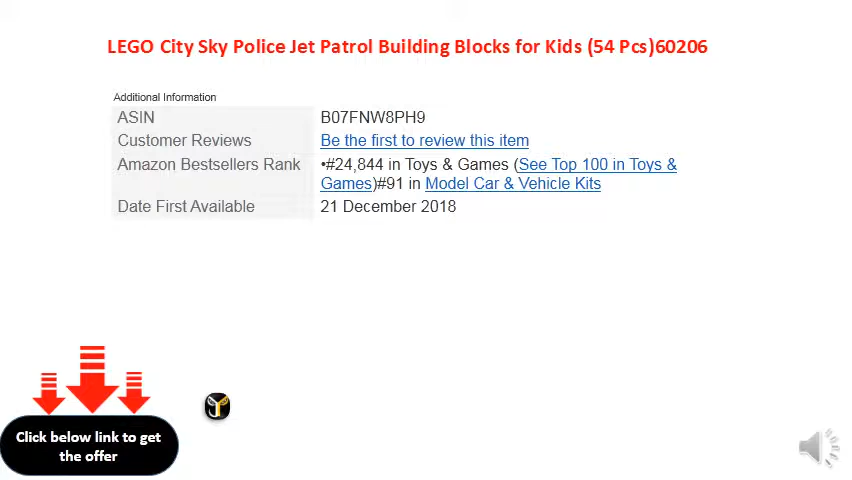 LEGO City Sky Police Jet Patrol Building Blocks for Kids (54 Pcs)60206
Additional Information
ASIN B07FNW8PH9
Customer Reviews Be the first to review this item
Amazon Bestsellers Rank •#24,844 in Toys & Games (See Top 100 in Toys &
Games)#91 in Model Car & Vehicle Kits
Date First Available 21 December 2018
Click below link to get
the offer